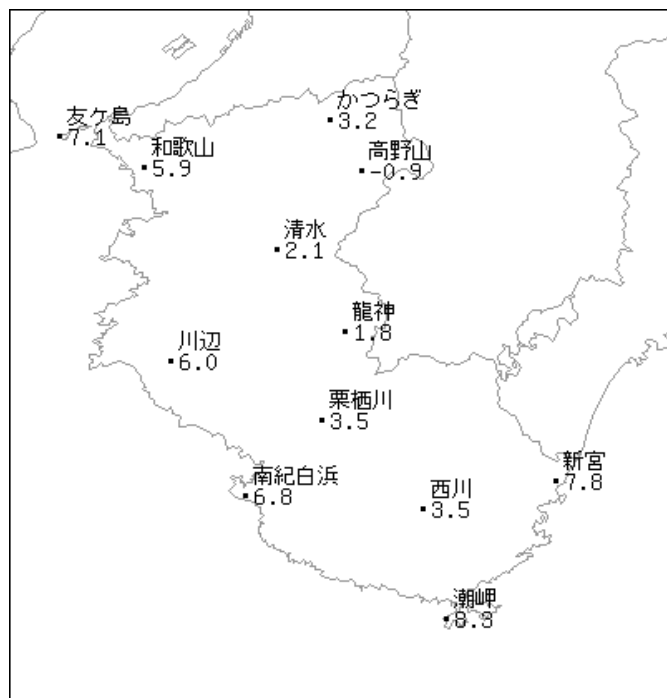 かつらぎ
3.2
友ケ島
7.1
和歌山
5.9
高野山
-0.9
清水
2.1
龍神
1.8
川辺
6.0
栗栖川
3.5
新宮
7.8
南紀白浜
6.8
西川
3.5
潮岬
8.3